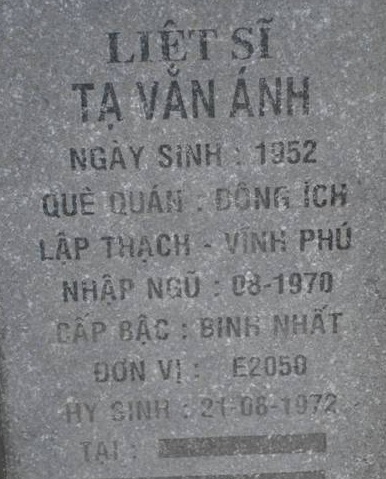 LIỆT SĨ
TẠ VĂN ÁNH
NGÀY SINH : 1952
QUÊ QUÁN : ĐÔNG ÍCH
LẬP THẠCH - VĨNH PHÚ
NHẬP NGŨ : 08-1970
CẤP BẬC : BINH NHẤT
ĐƠN VỊ : E2050
HY SINH : 21-06-1972
TẠI :